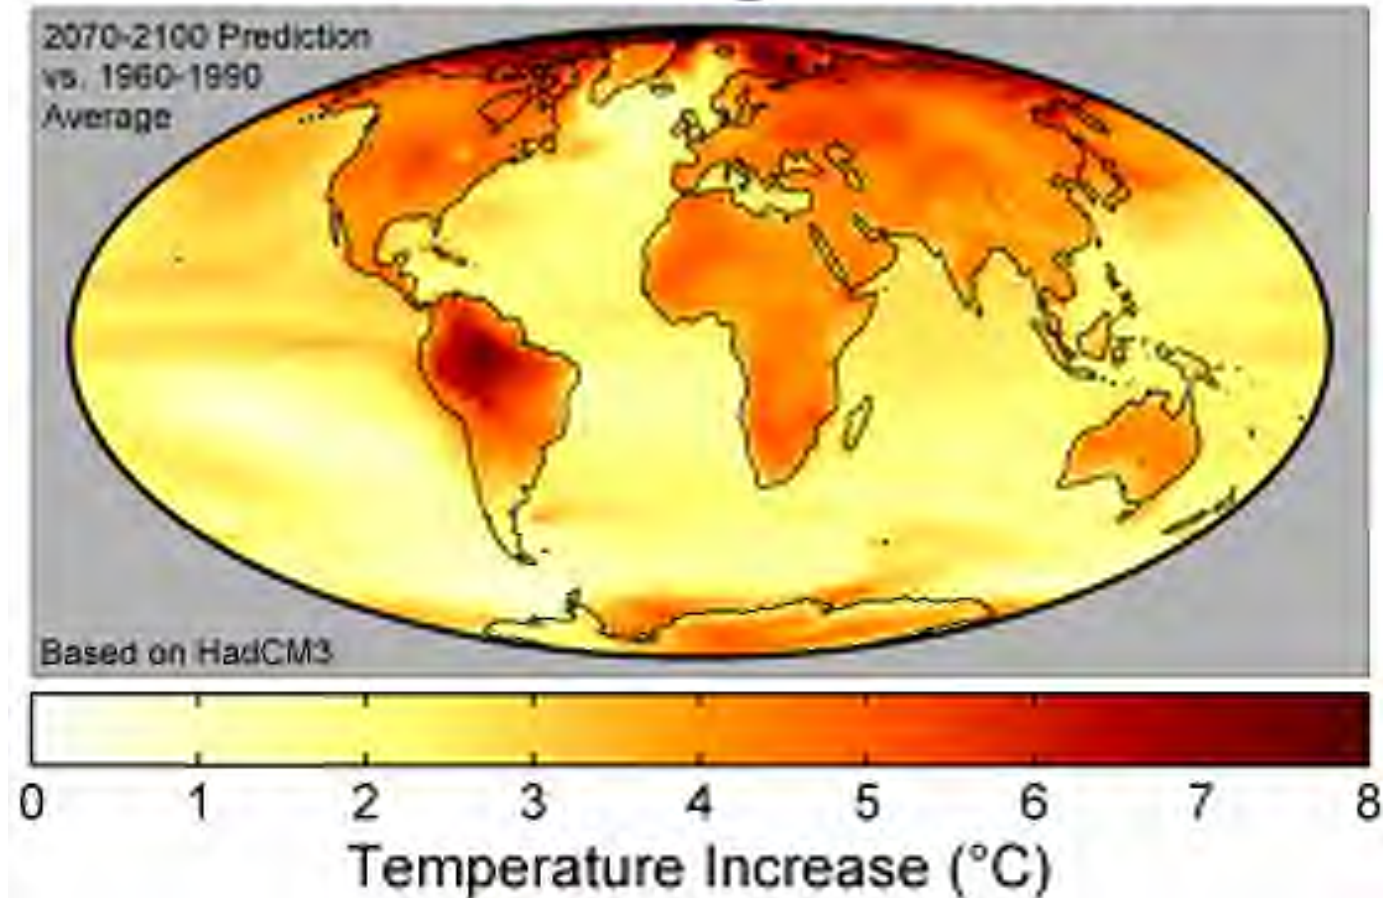 2070-2100 Prediction
vs. 1960-1990
Average
Based on HadCM3
0 1 2 3 4 5 6 7 8
Temperature Increase (°C)